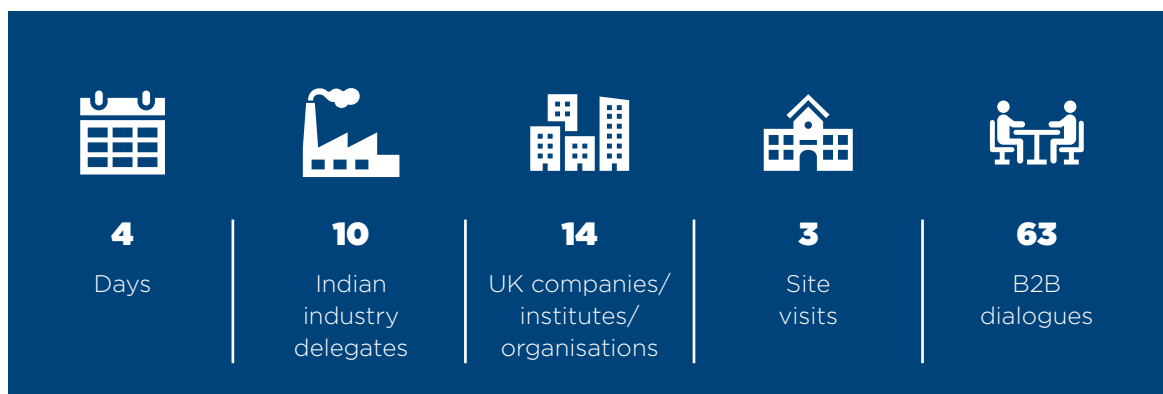 4
Days
10
Indian
industry
delegates
14
UK companies/
institutes/
organisations
3
Site
visits
63
B2B
dialogues